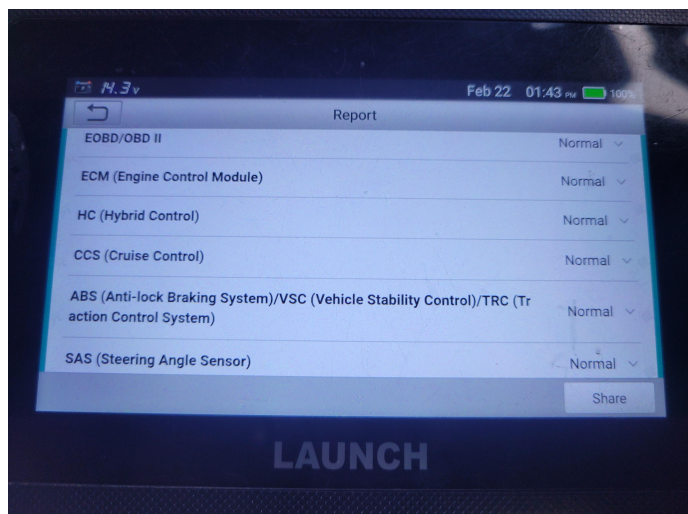 14.3v
Feb 22 01:43 PM 100%
Report
EOBD/OBD II Normal
ECM (Engine Control Module) Normal
HC (Hybrid Control) Normal
CCS (Cruise Control) Normal
ABS (Anti-lock Braking System)/VSC (Vehicle Stability Control)/TRC (Tr
action Control System) Normal
SAS (Steering Angle Sensor) Normal
Share
LAUNCH